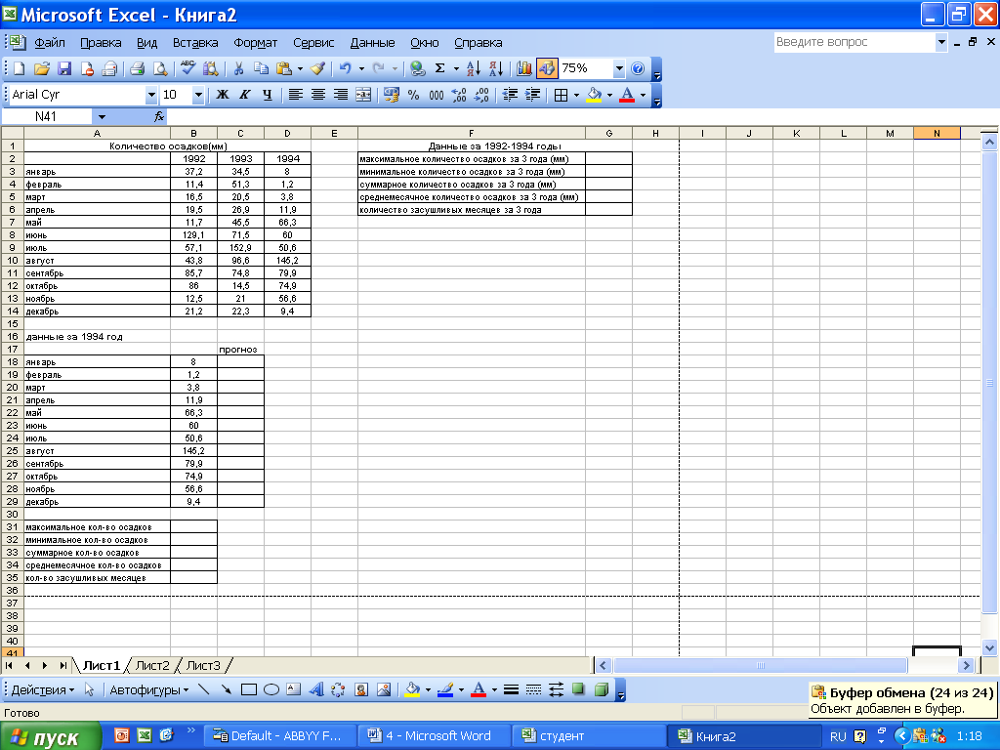 Microsoft Excel - Книга2
Файл Правка Вид Вставка Формат Сервис Данные Окно Справка Введите вопрос
75%
Arial Cyr 10 Ж К Ч % 000
N41 fx
A B C D E F G H I J K L M N
1 Количество осадков(мм) Данные за 1992-1994 годы
2 1992 1993 1994 максимальное количество осадков за 3 года (мм)
3 январь 37,2 34,5 8 минимальное количество осадков за 3 года (мм)
4 февраль 11,4 51,3 1,2 суммарное количество осадков за 3 года (мм)
5 март 16,5 20,5 3,8 среднемесячное количество осадков за 3 года (мм)
6 апрель 19,5 26,9 11,9 количество засушливых месяцев за 3 года
7 май 11,7 45,5 66,3
8 июнь 129,1 71,5 60
9 июль 57,1 152,9 50,6
10 август 43,8 96,6 145,2
11 сентябрь 85,7 74,8 79,9
12 октябрь 86 14,5 74,9
13 ноябрь 12,5 21 56,6
14 декабрь 21,2 22,3 9,4
15
16 данные за 1994 год
17 прогноз
18 январь 8
19 февраль 1,2
20 март 3,8
21 апрель 11,9
22 май 66,3
23 июнь 60
24 июль 50,6
25 август 145,2
26 сентябрь 79,9
27 октябрь 74,9
28 ноябрь 56,6
29 декабрь 9,4
30
31 максимальное кол-во осадков
32 минимальное кол-во осадков
33 суммарное кол-во осадков
34 среднемесячное кол-во осадков
35 кол-во засушливых месяцев
36
37
38
39
40
41
Лист1 Лист2 Лист3
Действия Автофигуры
Буфер обмена (24 из 24)
Объект добавлен в буфер.
Готово
пуск Default - ABBYY F... 4 - Microsoft Word студент Книга2 RU 1:18